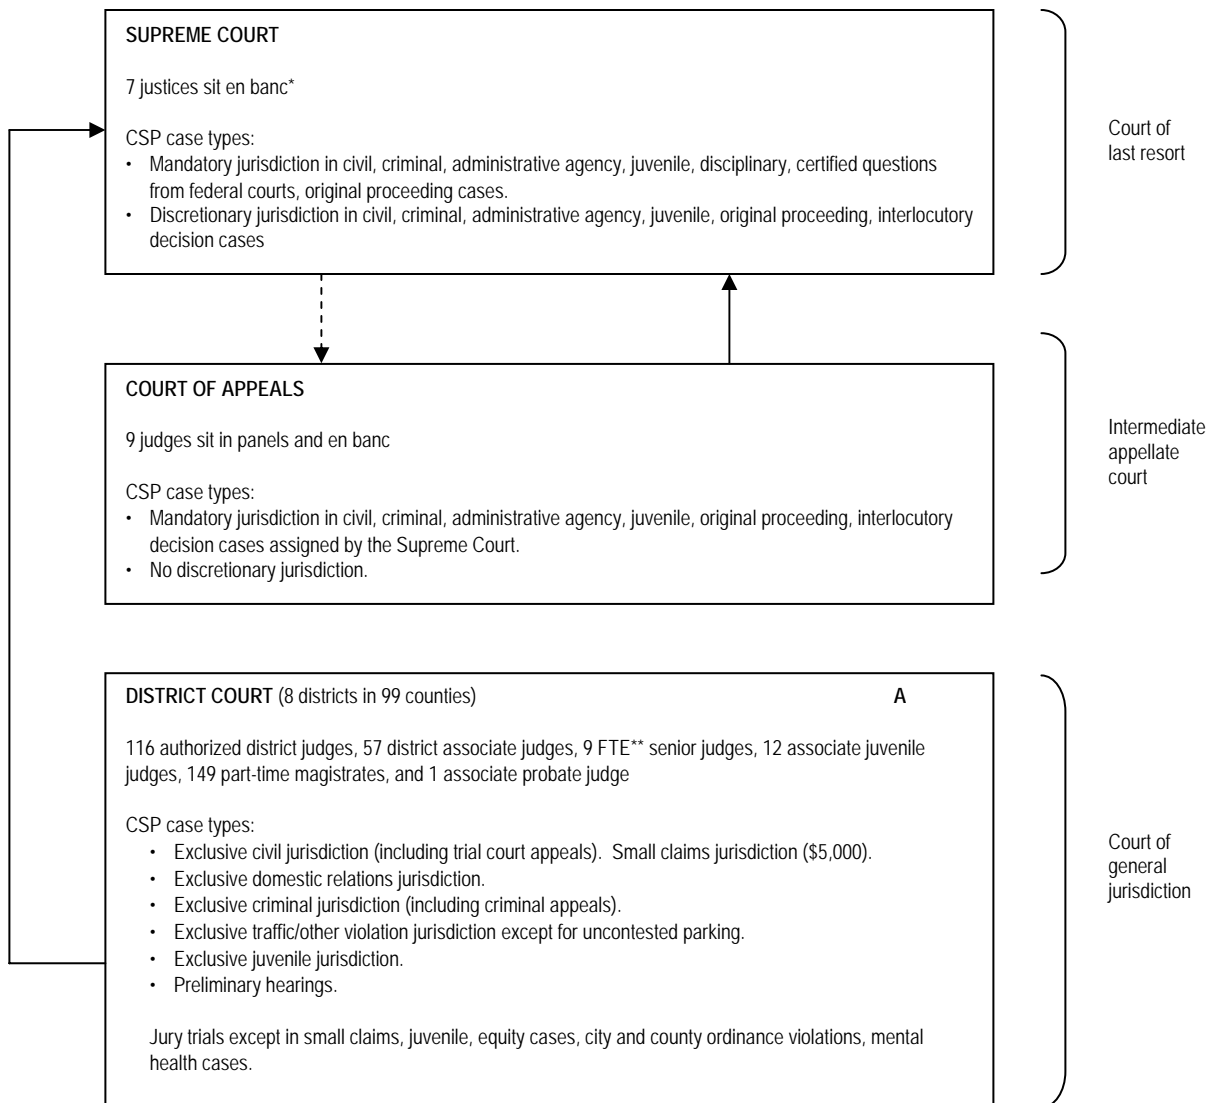 SUPREME COURT
7 justices sit en banc*
CSP case types:
• Mandatory jurisdiction in civil, criminal, administrative agency, juvenile, disciplinary, certified questions
from federal courts, original proceeding cases.
• Discretionary jurisdiction in civil, criminal, administrative agency, juvenile, original proceeding, interlocutory
decision cases
Court of
last resort
COURT OF APPEALS
9 judges sit in panels and en banc
CSP case types:
• Mandatory jurisdiction in civil, criminal, administrative agency, juvenile, original proceeding, interlocutory
decision cases assigned by the Supreme Court.
• No discretionary jurisdiction.
Intermediate
appellate
court
DISTRICT COURT (8 districts in 99 counties) A
116 authorized district judges, 57 district associate judges, 9 FTE** senior judges, 12 associate juvenile
judges, 149 part-time magistrates, and 1 associate probate judge
CSP case types:
• Exclusive civil jurisdiction (including trial court appeals). Small claims jurisdiction ($5,000).
• Exclusive domestic relations jurisdiction.
• Exclusive criminal jurisdiction (including criminal appeals).
• Exclusive traffic/other violation jurisdiction except for uncontested parking.
• Exclusive juvenile jurisdiction.
• Preliminary hearings.
Jury trials except in small claims, juvenile, equity cases, city and county ordinance violations, mental
health cases.
Court of
general
jurisdiction